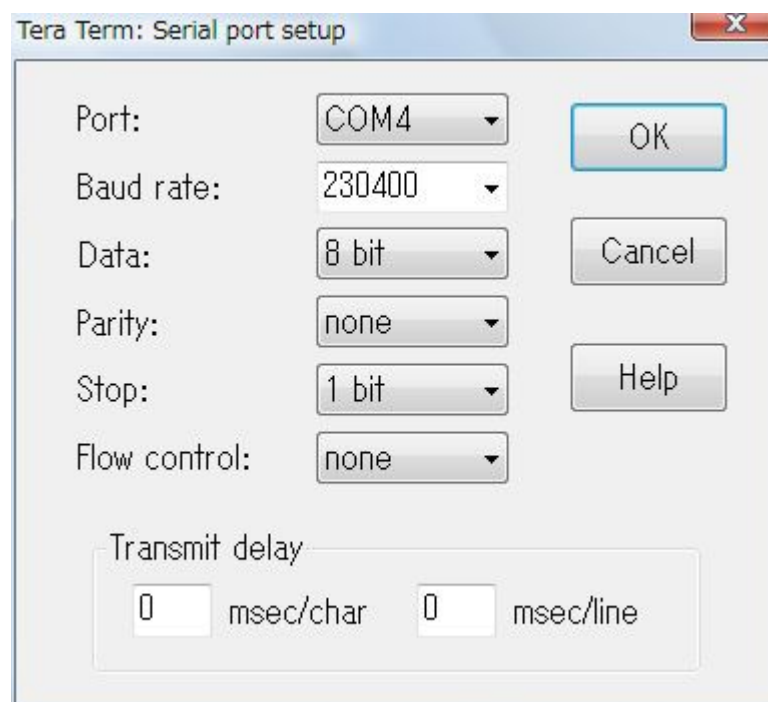 Tera Term: Serial port setup
Port: COM4
OK
Baud rate: 230400
Data: 8 bit
Cancel
Parity: none
Stop: 1 bit
Help
Flow control: none
Transmit delay
0 msec/char 0 msec/line